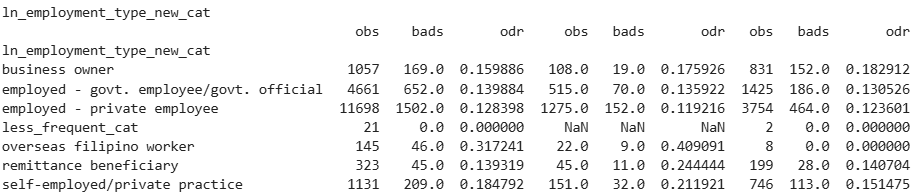 ln_employment_type_new_cat
obs bads odr obs bads odr obs bads odr
ln_employment_type_new_cat
business owner 1057 169.0 0.159886 108.0 19.0 0.175926 831 152.0 0.182912
employed - govt. employee/govt. official 4661 652.0 0.139884 515.0 70.0 0.135922 1425 186.0 0.130526
employed - private employee 11698 1502.0 0.128398 1275.0 152.0 0.119216 3754 464.0 0.123601
less_frequent_cat 21 0.0 0.000000 NaN NaN NaN 2 0.0 0.000000
overseas filipino worker 145 46.0 0.317241 22.0 9.0 0.409091 8 0.0 0.000000
remittance beneficiary 323 45.0 0.139319 45.0 11.0 0.244444 199 28.0 0.140704
self-employed/private practice 1131 209.0 0.184792 151.0 32.0 0.211921 746 113.0 0.151475